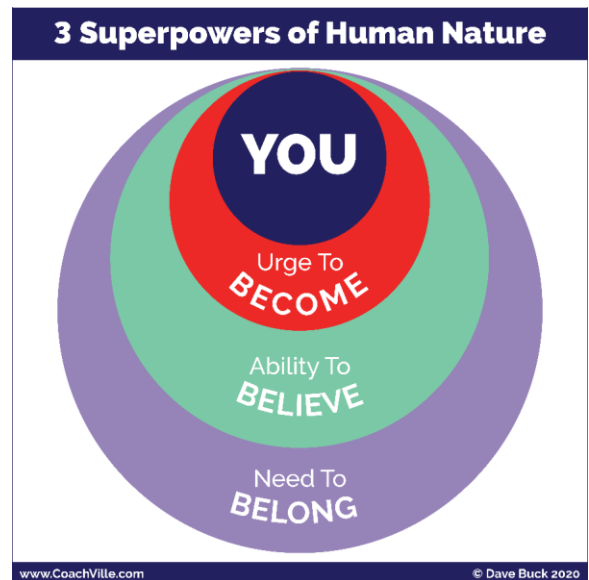 3 Superpowers of Human Nature
YOU
Urge To
BECOME
Ability To
BELIEVE
Need To
BELONG
www.CoachVille.com © Dave Buck 2020